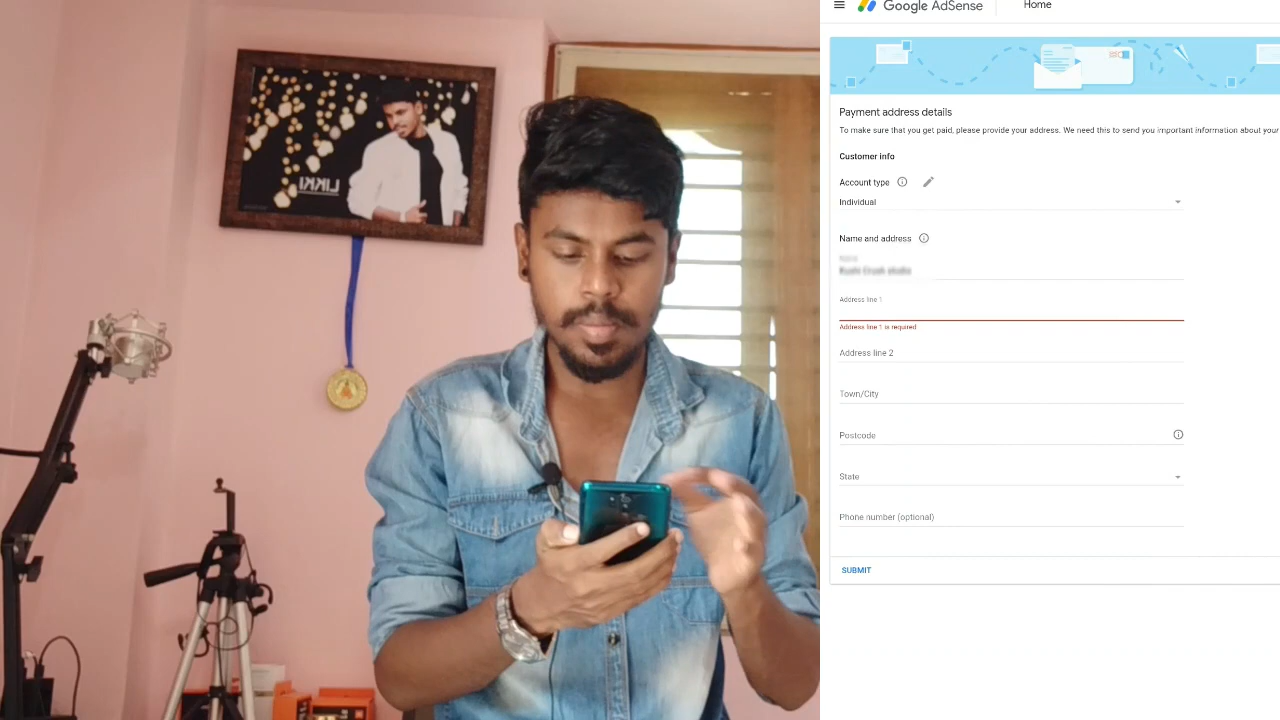 LIKKI
Google AdSense
Home
Payment address details
To make sure that you get paid, please provide your address. We need this to send you important information about your
Customer info
Account type
Individual
Name and address
Address line 1
Address line 1 is required
Address line 2
Town/City
Postcode
State
Phone number (optional)
SUBMIT